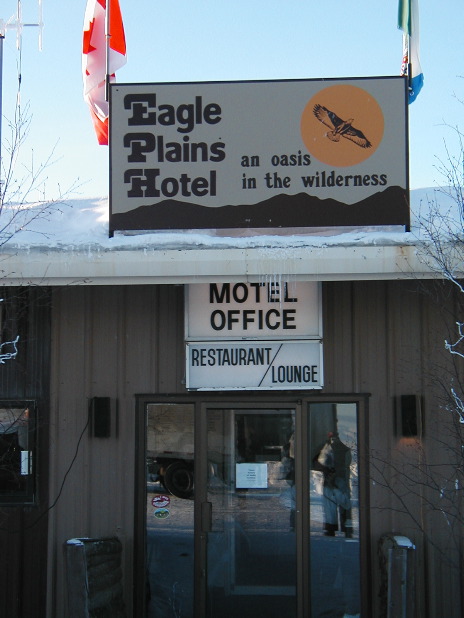 Eagle
Plains
Hotel
an oasis
in the wilderness
MOTEL
OFFICE
RESTAURANT/
LOUNGE